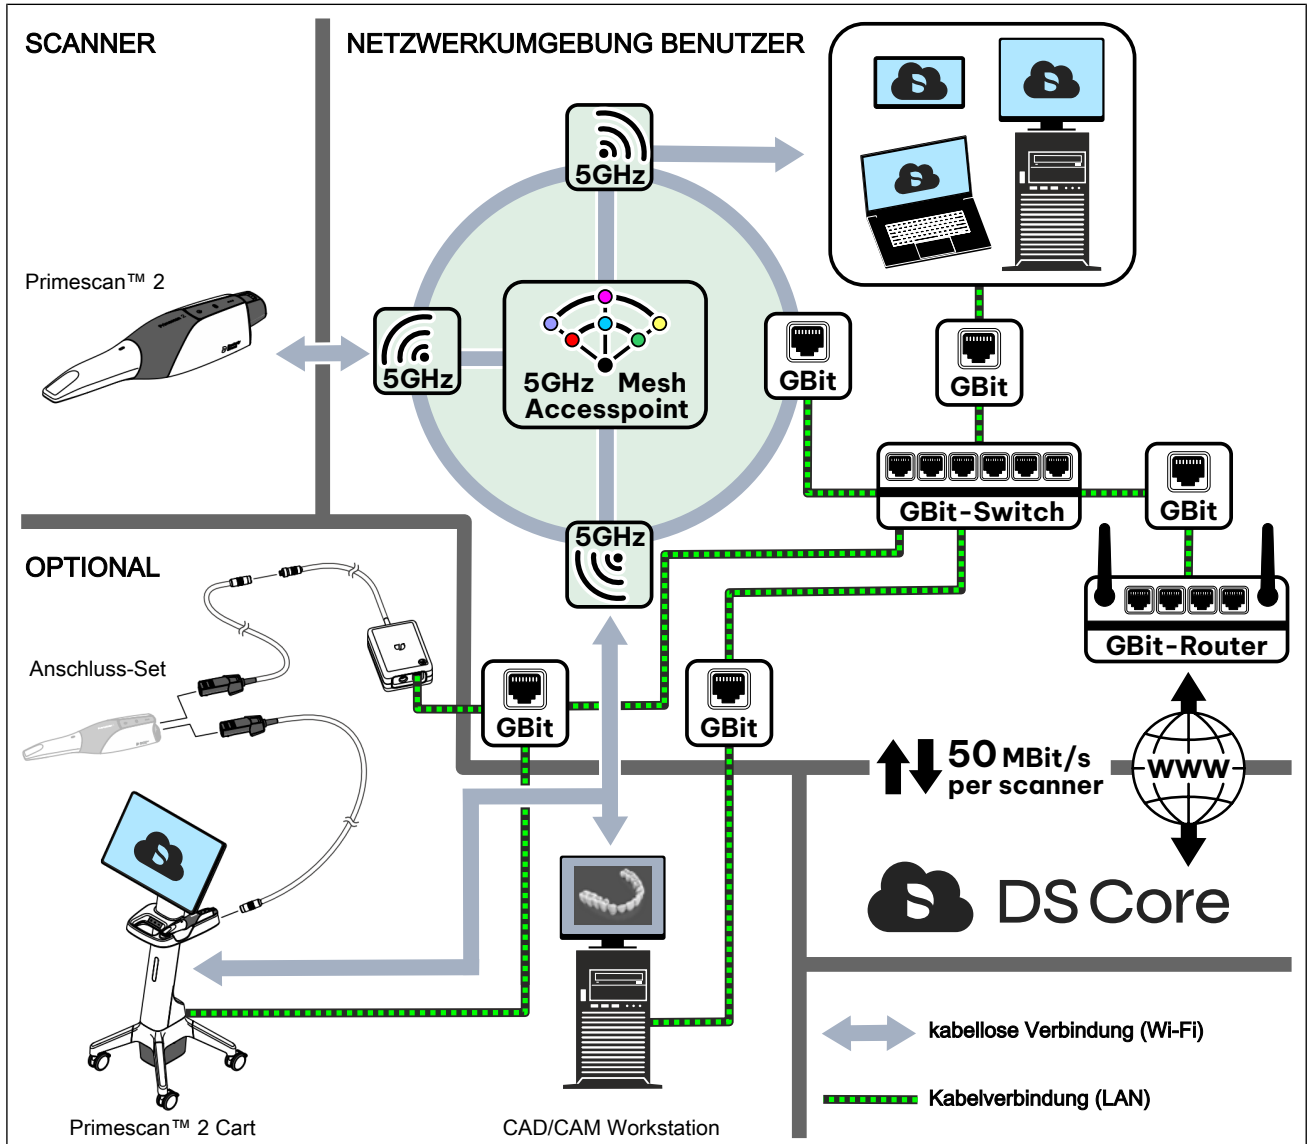 SCANNER
NETZWERKUMGEBUNG BENUTZER
5GHz
Primescan™ 2
5GHz
5GHz Mesh
Accesspoint
GBit
GBit
GBit-Switch
GBit
5GHz
OPTIONAL
GBit-Router
Anschluss-Set
GBit
GBit
50 MBit/s
per scanner
WWW
DS Core
kabellose Verbindung (Wi-Fi)
Kabelverbindung (LAN)
Primescan™ 2 Cart
CAD/CAM Workstation